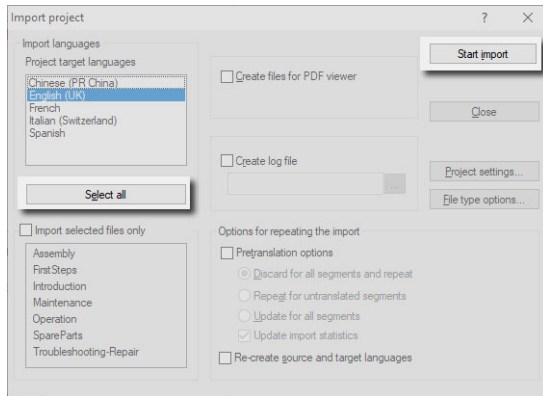 Import project
? ×
Import languages
Project target languages
Chinese (PR China)
English (UK)
French
Italian (Switzerland)
Spanish
Select all
Import selected files only
Assembly
FirstSteps
Introduction
Maintenance
Operation
SpareParts
Troubleshooting-Repair
Create files for PDF viewer
Create log file
...
Options for repeating the import
Pretranslation options
Discard for all segments and repeat
Repeat for untranslated segments
Update for all segments
Update import statistics
Re-create source and target languages
Start import
Close
Project settings...
File type options...